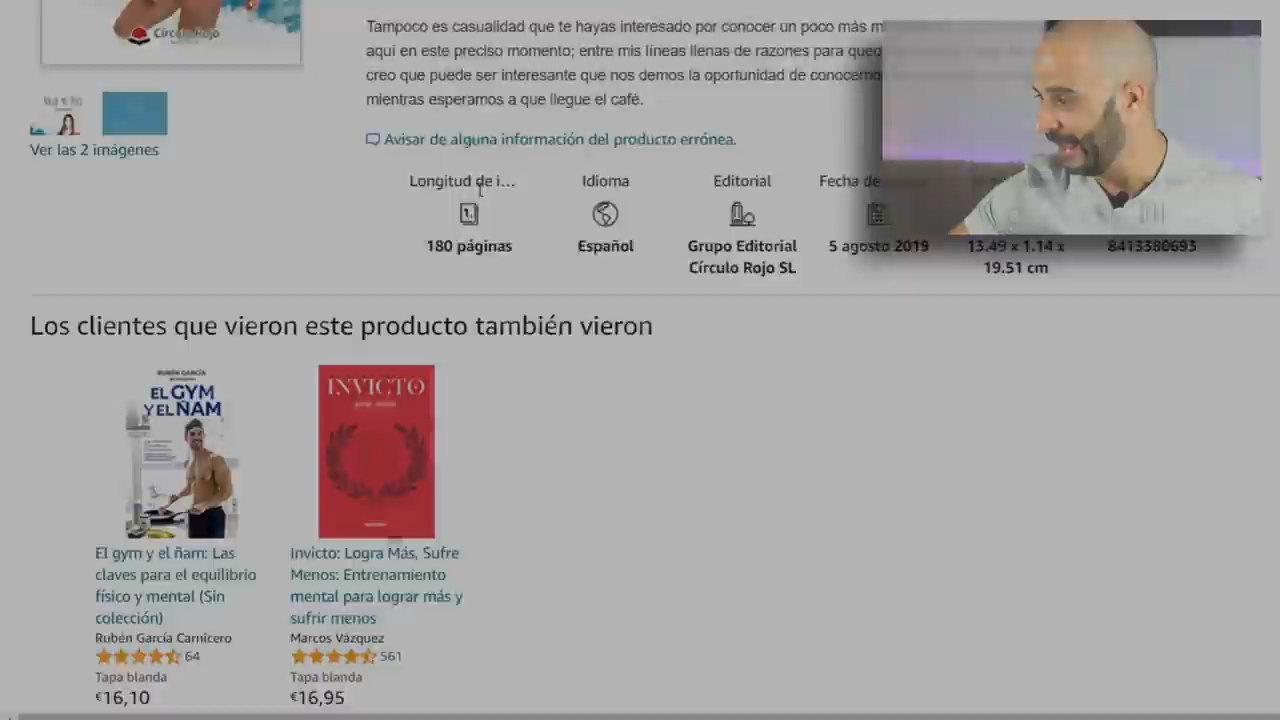 Círculo Rojo
Tampoco es casualidad que te hayas interesado por conocer un poco más
aquí en este preciso momento; entre mis líneas llenas de razones para
creo que puede ser interesante que nos demos la oportunidad de
mientras esperamos a que llegue el café.
Ver las 2 imágenes
Avisar de alguna información del producto errónea.
Longitud de i...
Idioma
Editorial
Fecha de
180 páginas
Español
Grupo Editorial
Círculo Rojo SL
5 agosto 2019
13.49 x 1.14 x
19.51 cm
8413380693
Los clientes que vieron este producto también vieron
RUBÉN GARCÍA
EL GYM
Y EL ÑAM
INVICTO
El gym y el ñam: Las
claves para el equilibrio
físico y mental (Sin
colección)
Rubén García Carnicero
64
Tapa blanda
€16,10
Invicto: Logra Más, Sufre
Menos: Entrenamiento
mental para lograr más y
sufrir menos
Marcos Vázquez
561
Tapa blanda
€16,95